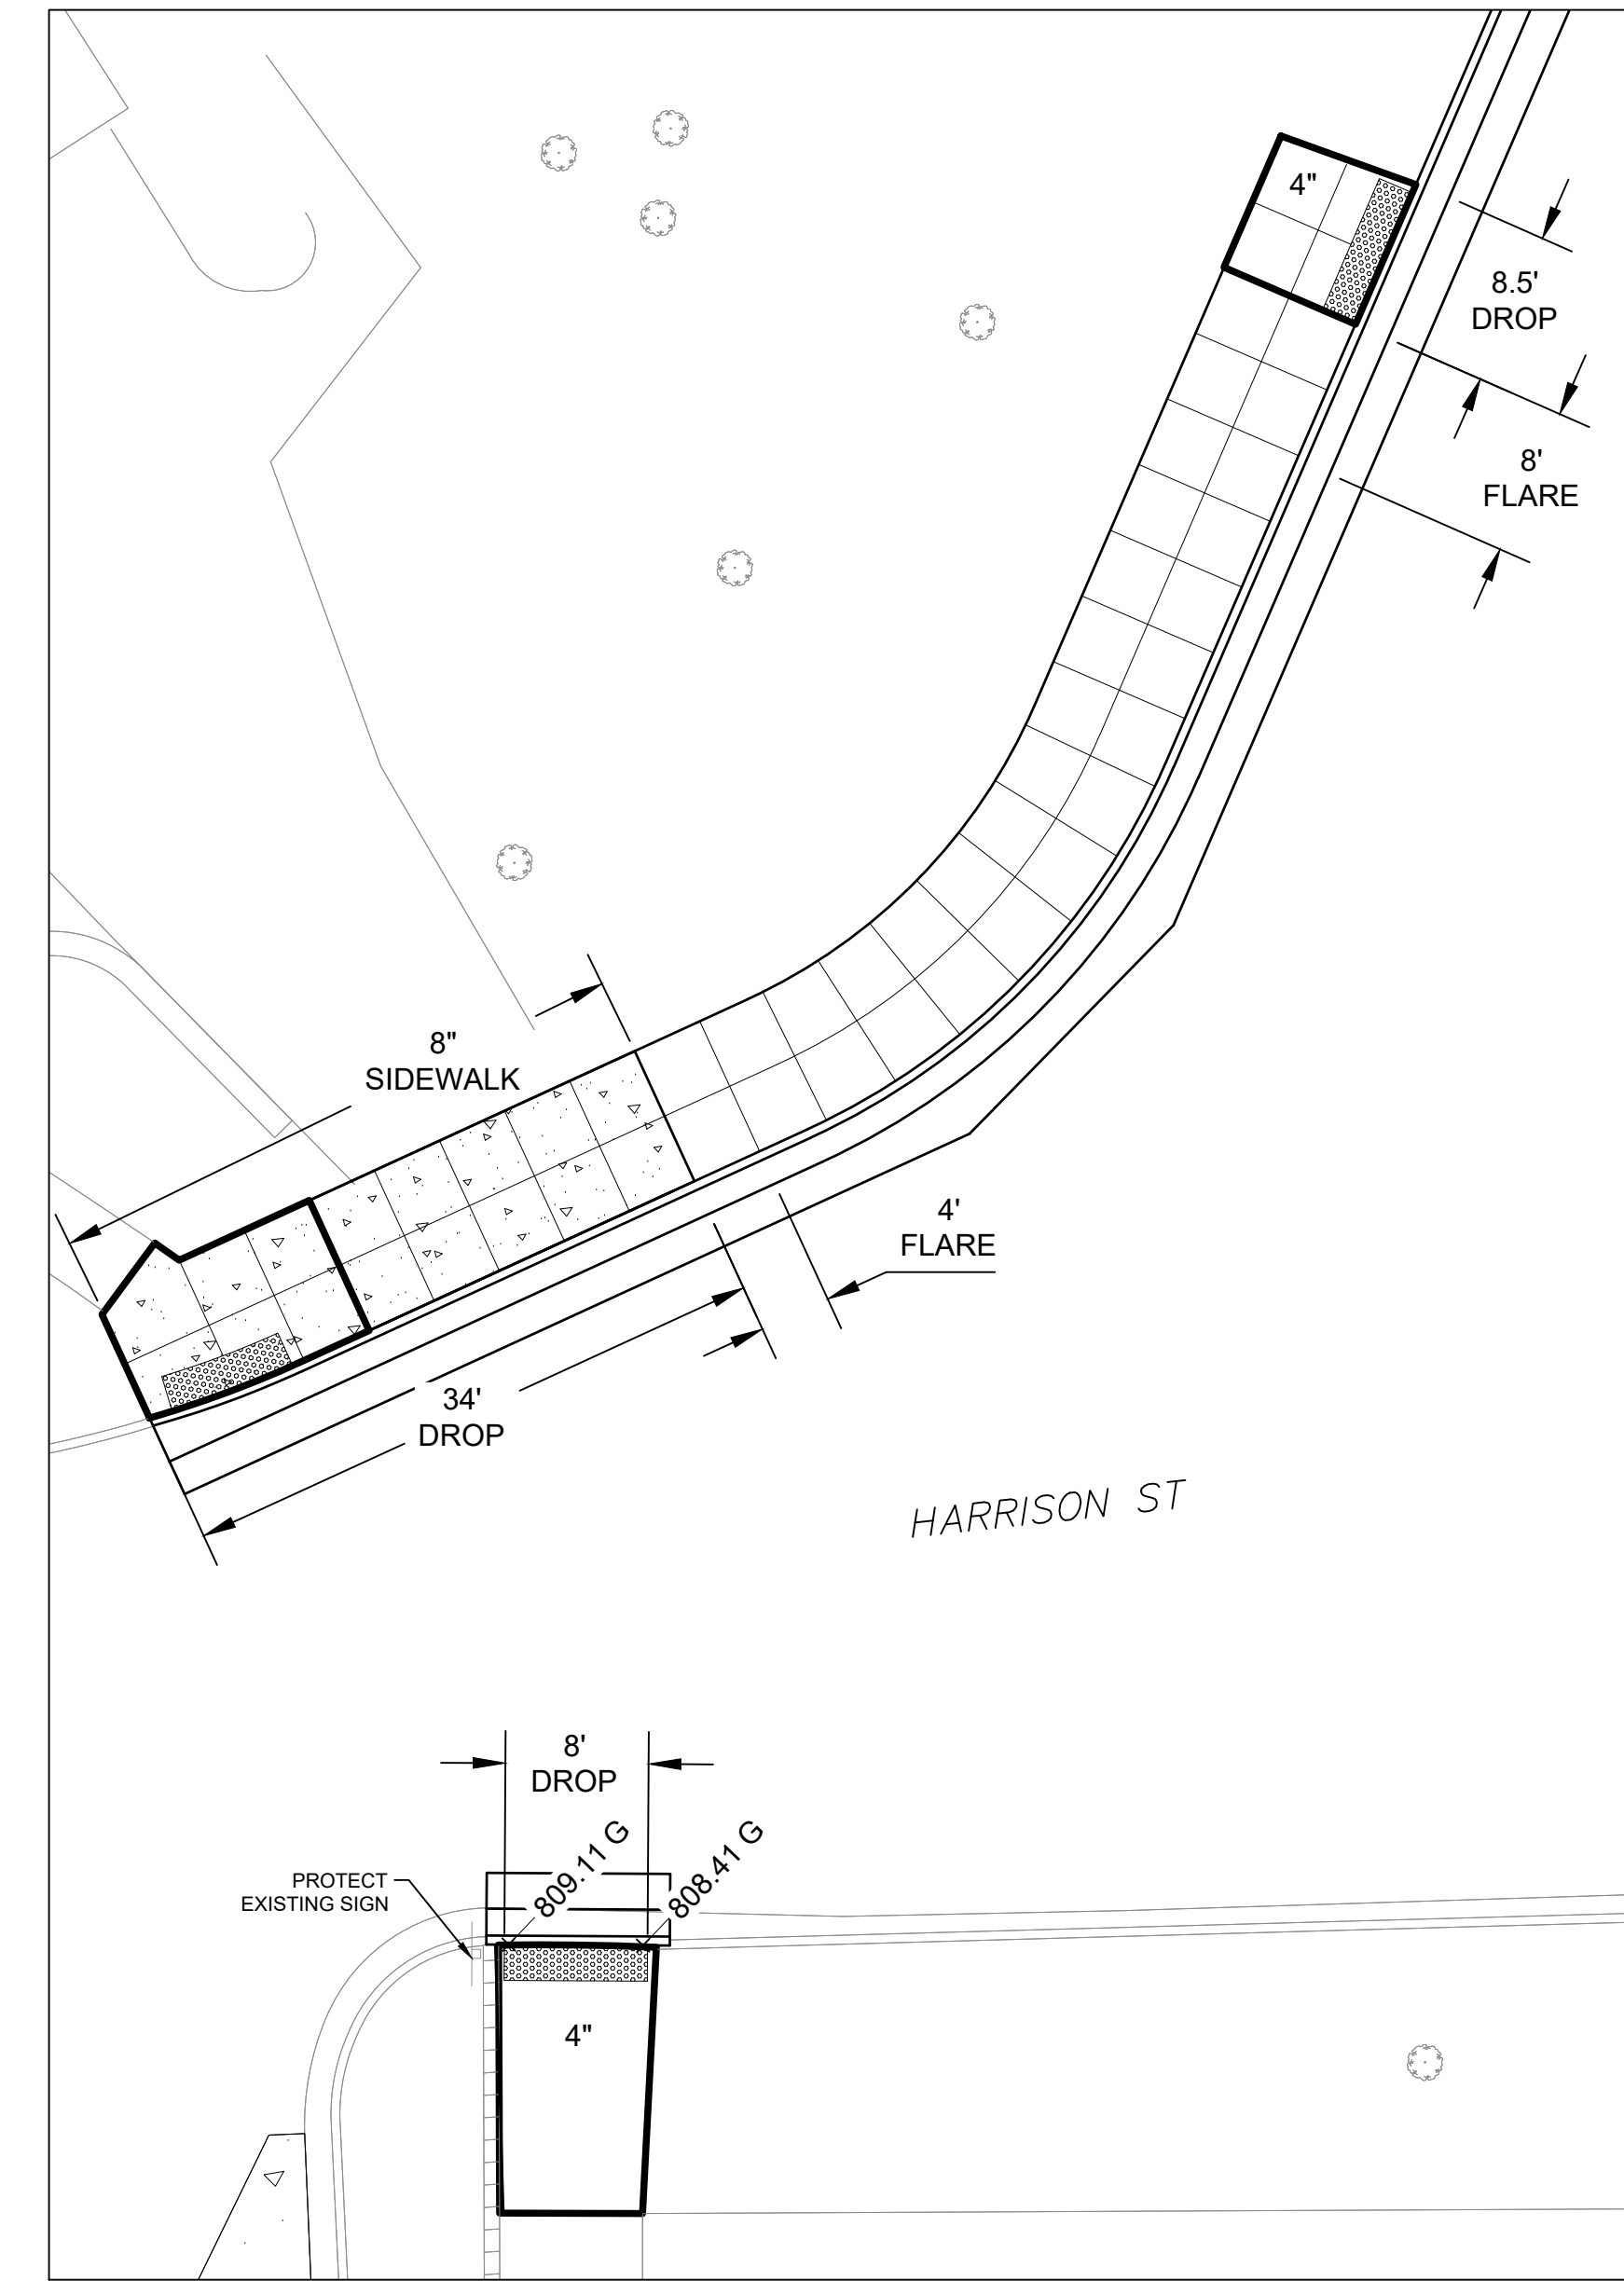 4"
8.5'
DROP
8'
FLARE
8"
SIDEWALK
4'
FLARE
34'
DROP
HARRISON ST
8'
DROP
809.11 G
808.41 G
PROTECT
EXISTING SIGN
4"